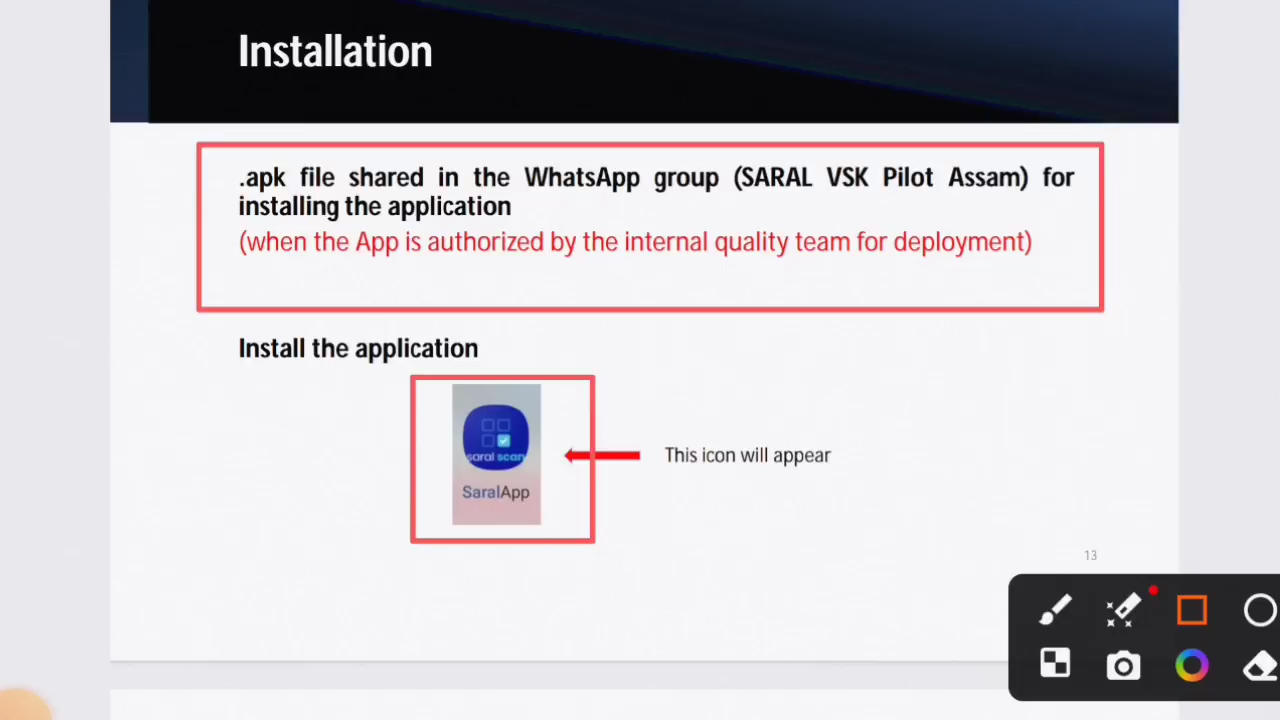 Installation
.apk file shared in the WhatsApp group (SARAL VSK Pilot Assam) for
installing the application
(when the App is authorized by the internal quality team for deployment)
Install the application
saral scan
SaralApp
This icon will appear
13